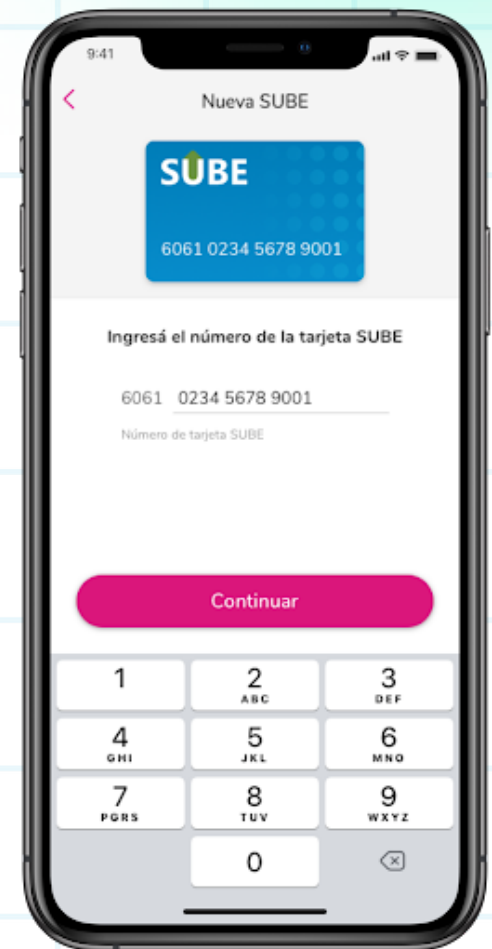 9:41
Nueva SUBE
SUBE
6061 0234 5678 9001
Ingresá el número de la tarjeta SUBE
6061 0234 5678 9001
Número de tarjeta SUBE
Continuar
1 2 3
ABC DEF
4 5 6
GHI JKL MNO
7 8 9
PGRS TUV WXYZ
0